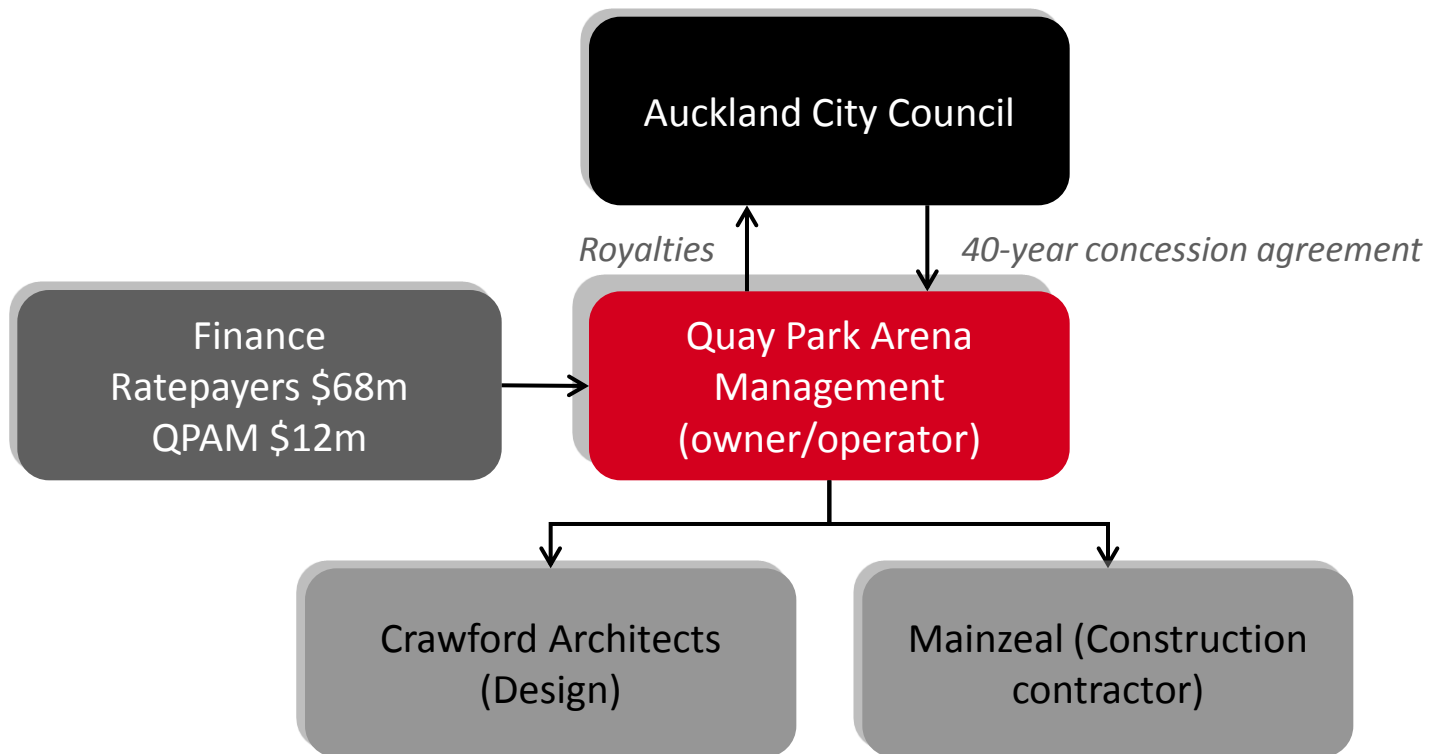 Auckland City Council
Royalties
40-year concession agreement
Finance
Ratepayers $68m
QPAM $12m
Quay Park Arena
Management
(owner/operator)
Crawford Architects
(Design)
Mainzeal (Construction
contractor)